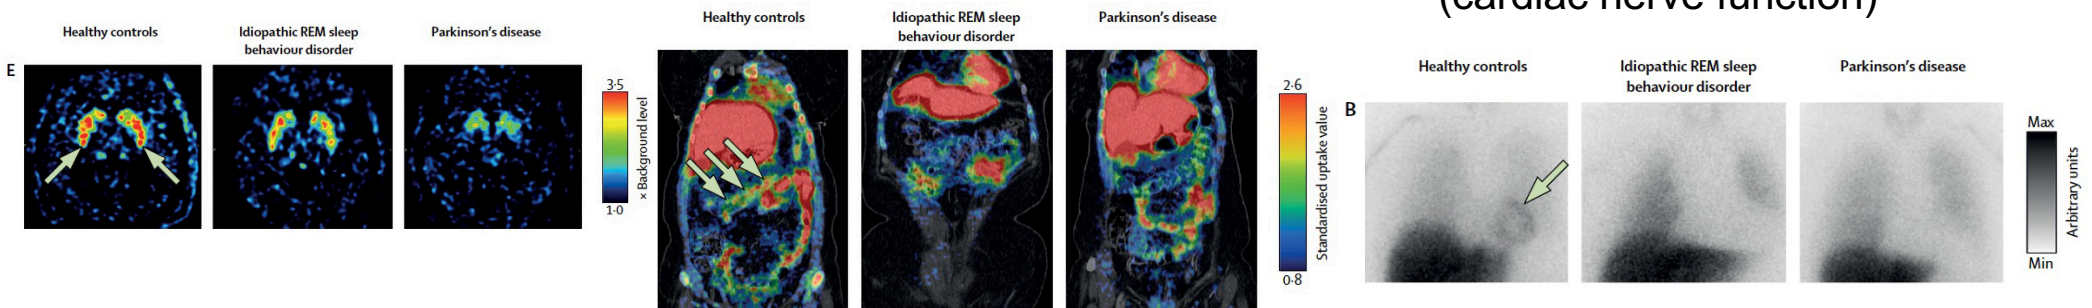 (cardiac nerve function)
Healthy controls
Idiopathic REM sleep
behaviour disorder
Parkinson's disease
E
3·5
× Background level
1·0
Healthy controls
Idiopathic REM sleep
behaviour disorder
Parkinson's disease
2·6
Standardised uptake value
0·8
Healthy controls
Idiopathic REM sleep
behaviour disorder
Parkinson's disease
B
Max
Arbitrary units
Min